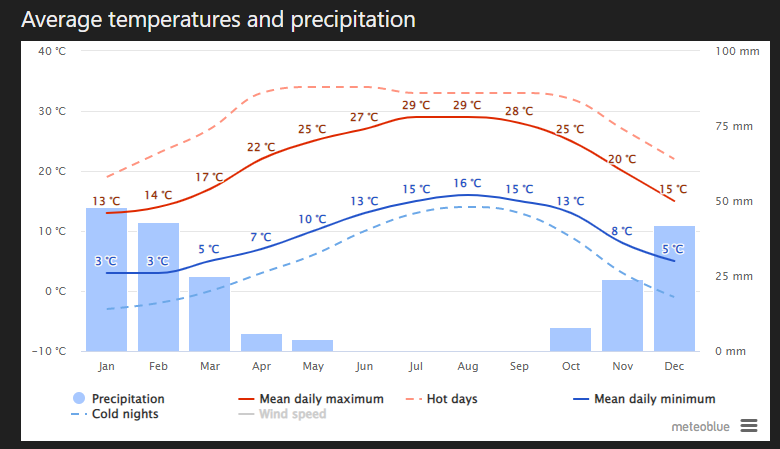 Average temperatures and precipitation
40 °C 100 mm
30 °C 75 mm
20 °C 50 mm
10 °C 25 mm
0 °C 0 mm
-10 °C
13 °C 14 °C 17 °C 22 °C 25 °C 27 °C 29 °C 29 °C 28 °C 25 °C 20 °C 15 °C
3 °C 3 °C 5 °C 7 °C 10 °C 13 °C 15 °C 16 °C 15 °C 13 °C 8 °C 5 °C
Jan Feb Mar Apr May Jun Jul Aug Sep Oct Nov Dec
Precipitation Mean daily maximum Hot days Mean daily minimum
Cold nights Wind speed
meteoblue